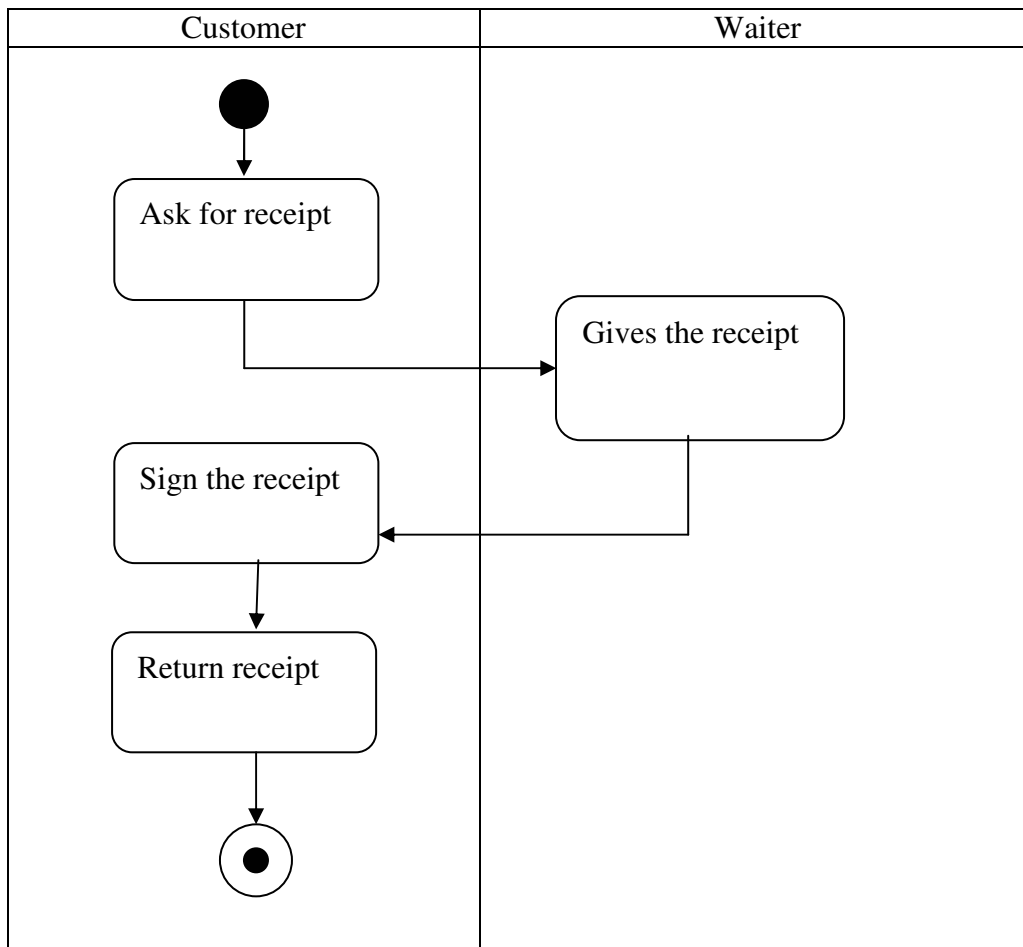 Customer
Waiter
Ask for receipt
Gives the receipt
Sign the receipt
Return receipt